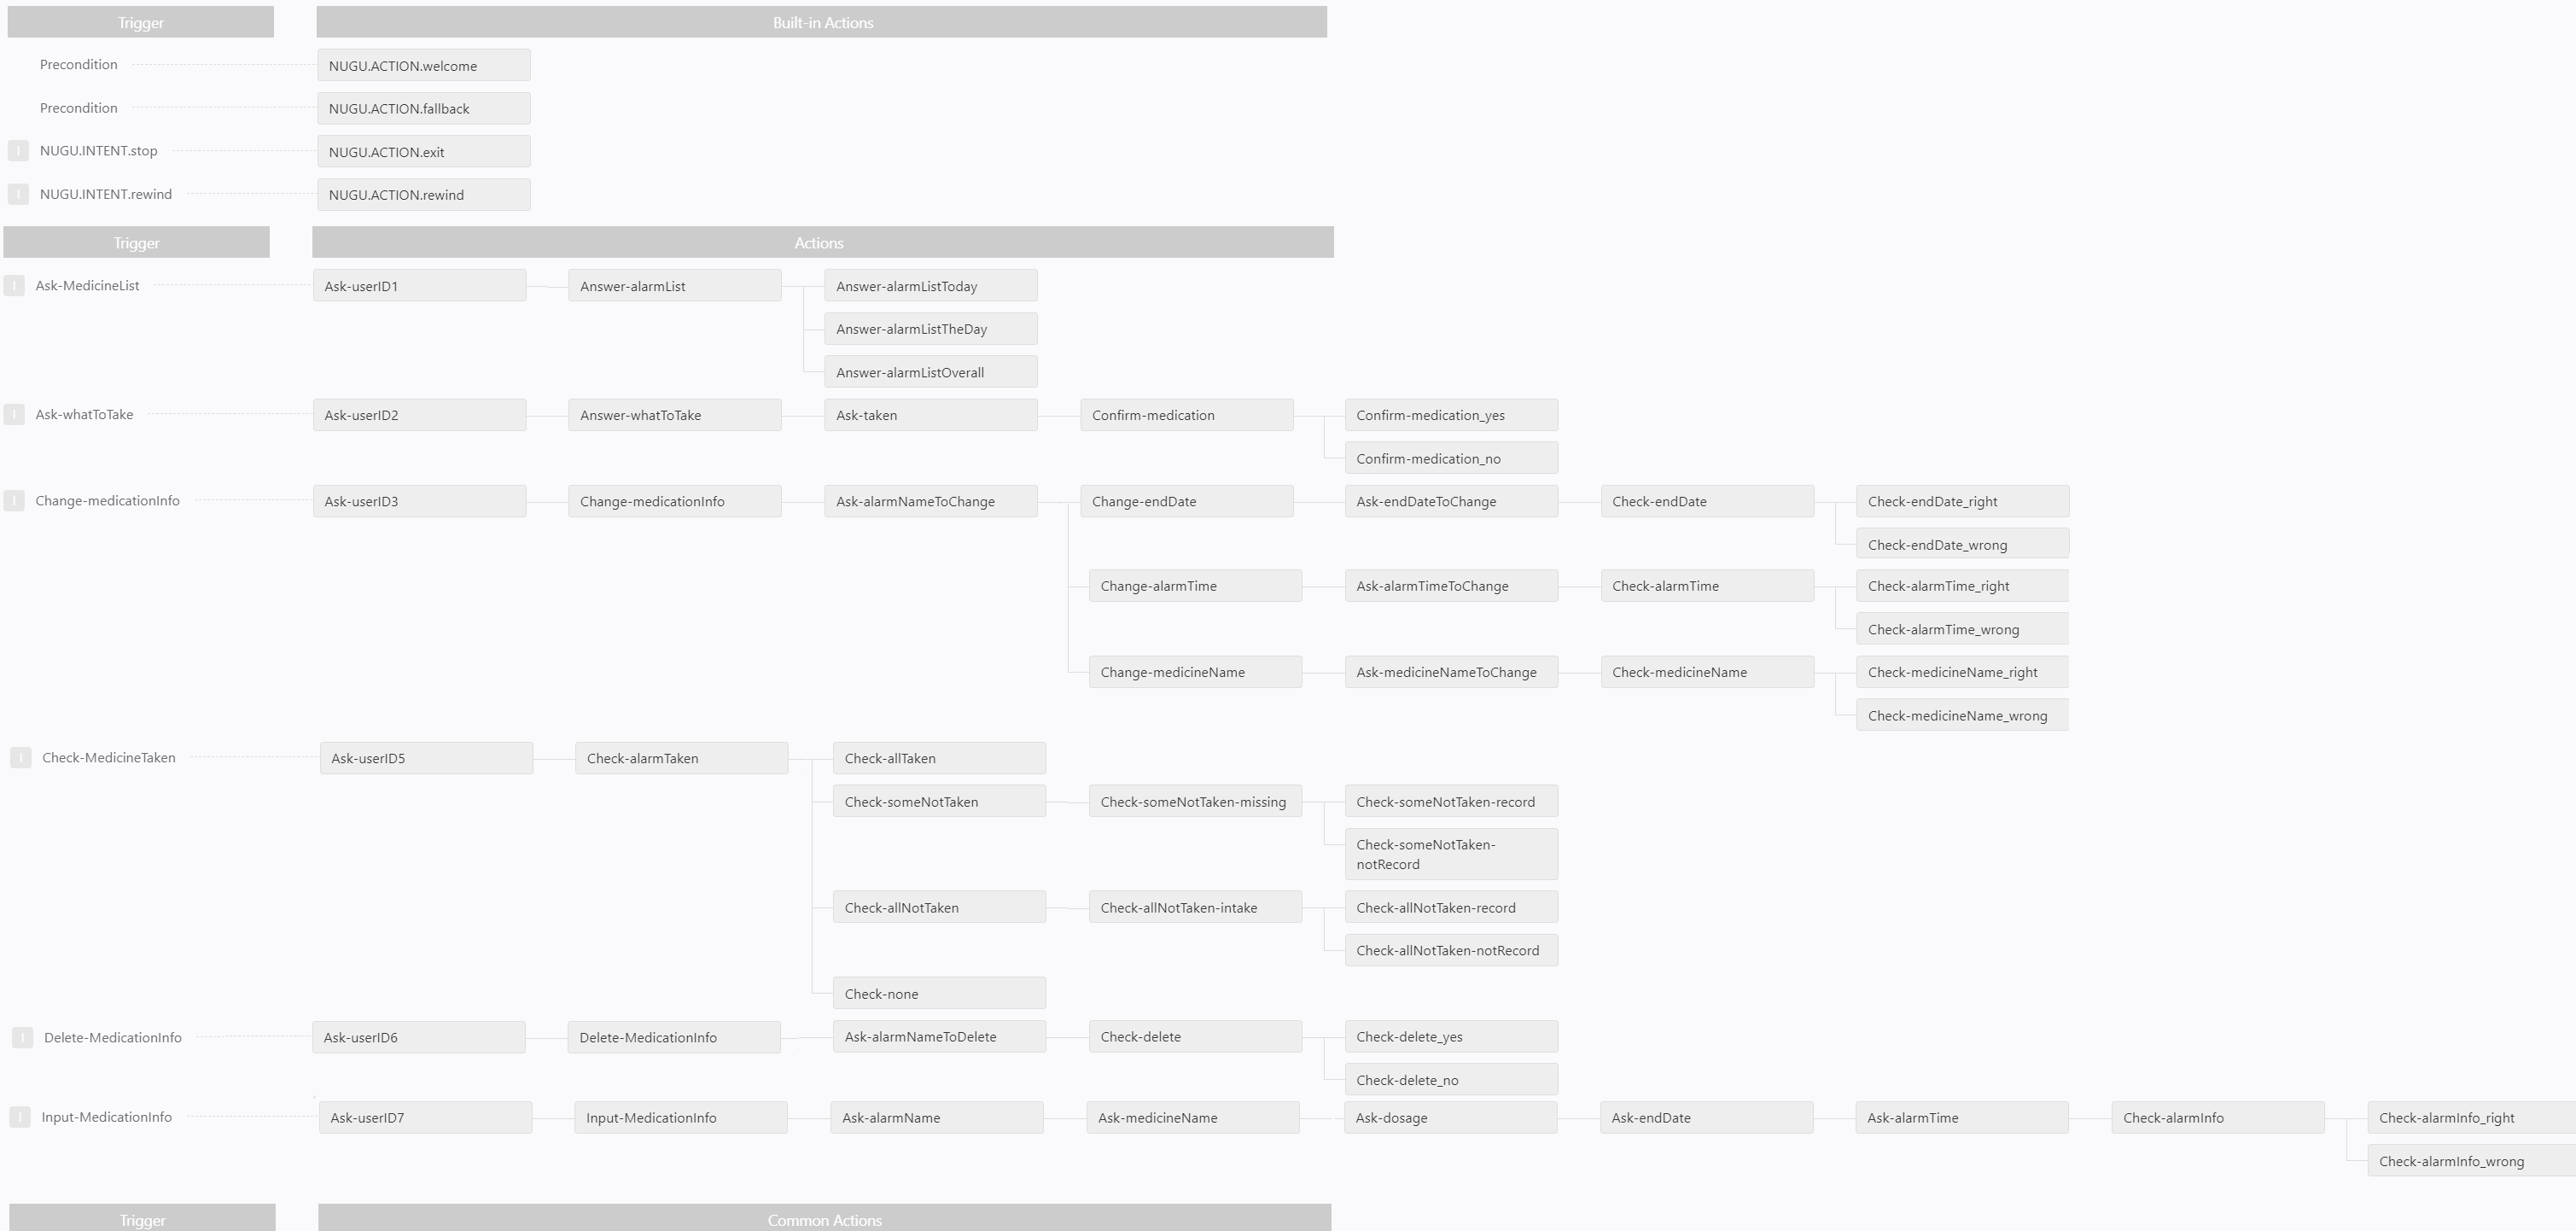 Trigger
Built-in Actions
Precondition
NUGU.ACTION.welcome
Precondition
NUGU.ACTION.fallback
I
NUGU.INTENT.stop
NUGU.ACTION.exit
I
NUGU.INTENT.rewind
NUGU.ACTION.rewind
Trigger
Actions
I
Ask-MedicineList
Ask-userID1
Answer-alarmList
Answer-alarmListToday
Answer-alarmListTheDay
Answer-alarmListOverall
I
Ask-whatToTake
Ask-userID2
Answer-whatToTake
Ask-taken
Confirm-medication
Confirm-medication_yes
Confirm-medication_no
I
Change-medicationInfo
Ask-userID3
Change-medicationInfo
Ask-alarmNameToChange
Change-endDate
Ask-endDateToChange
Check-endDate
Check-endDate_right
Check-endDate_wrong
Change-alarmTime
Ask-alarmTimeToChange
Check-alarmTime
Check-alarmTime_right
Check-alarmTime_wrong
Change-medicineName
Ask-medicineNameToChange
Check-medicineName
Check-medicineName_right
Check-medicineName_wrong
I
Check-MedicineTaken
Ask-userID5
Check-alarmTaken
Check-allTaken
Check-someNotTaken
Check-someNotTaken-missing
Check-someNotTaken-record
Check-someNotTaken-
notRecord
Check-allNotTaken
Check-allNotTaken-intake
Check-allNotTaken-record
Check-allNotTaken-notRecord
Check-none
I
Delete-MedicationInfo
Ask-userID6
Delete-MedicationInfo
Ask-alarmNameToDelete
Check-delete
Check-delete_yes
Check-delete_no
I
Input-MedicationInfo
Ask-userID7
Input-MedicationInfo
Ask-alarmName
Ask-medicineName
Ask-dosage
Ask-endDate
Ask-alarmTime
Check-alarmInfo
Check-alarmInfo_right
Check-alarmInfo_wrong
Trigger
Common Actions